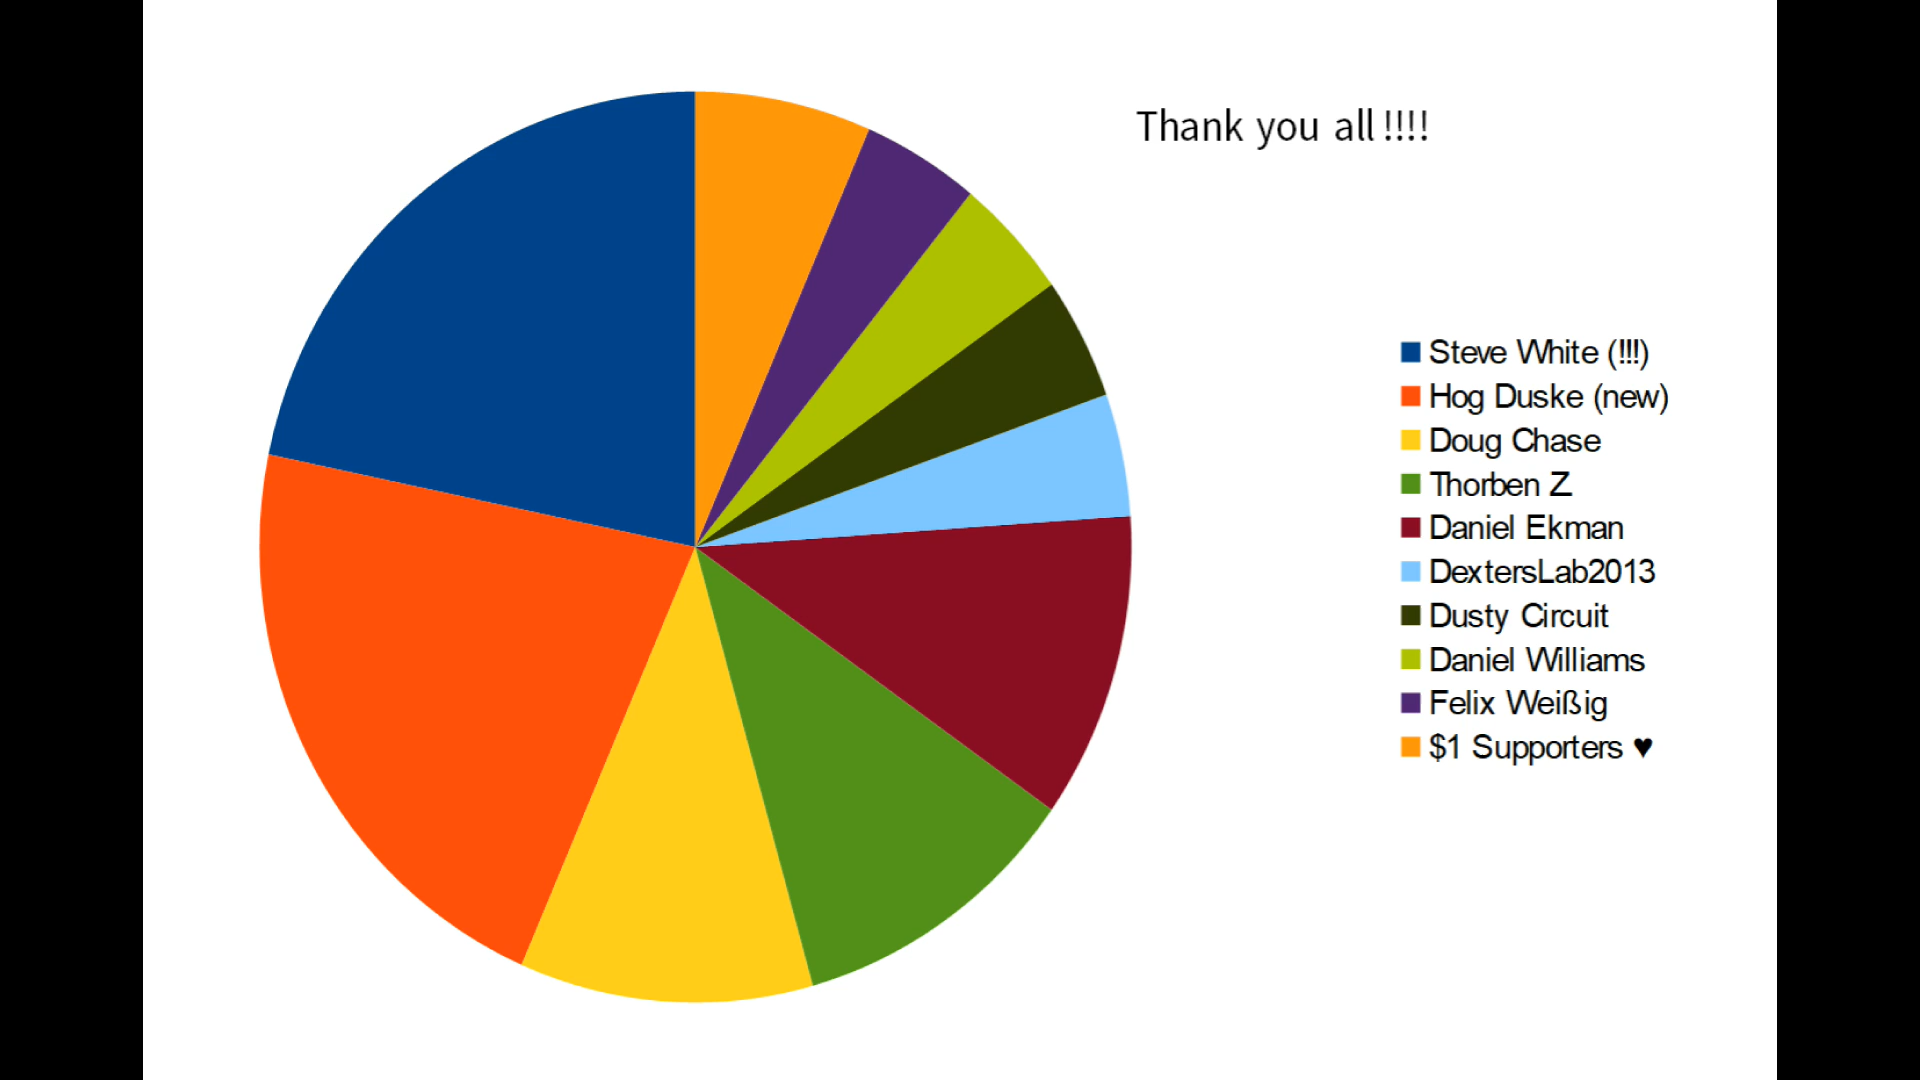 Thank you all !!!!
Steve White (!!!)
Hog Duske (new)
Doug Chase
Thorben Z
Daniel Ekman
DextersLab2013
Dusty Circuit
Daniel Williams
Felix Weißig
$1 Supporters ♥